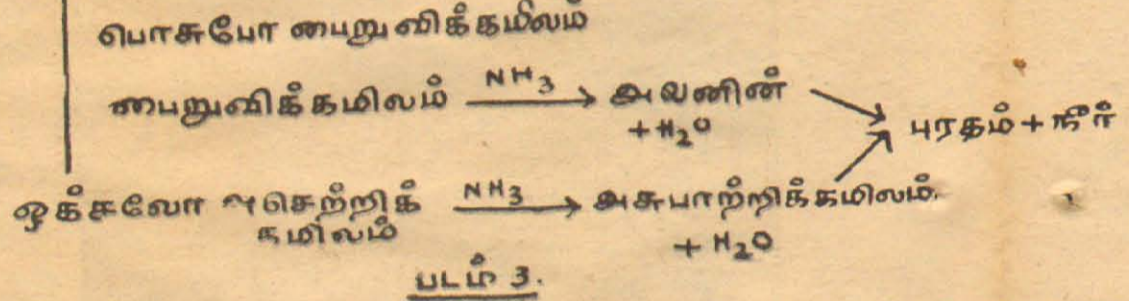 பொசுபோ பைறுவிக்கமிலம்
பைறுவிக்கமிலம் NH3 → அலனின் + H2O
ஒக்சலோ அசெற்றிக் கமிலம் NH3 → அசுபாற்றிக்கமிலம் + H2O
புரதம் + நீர்
படம் 3.